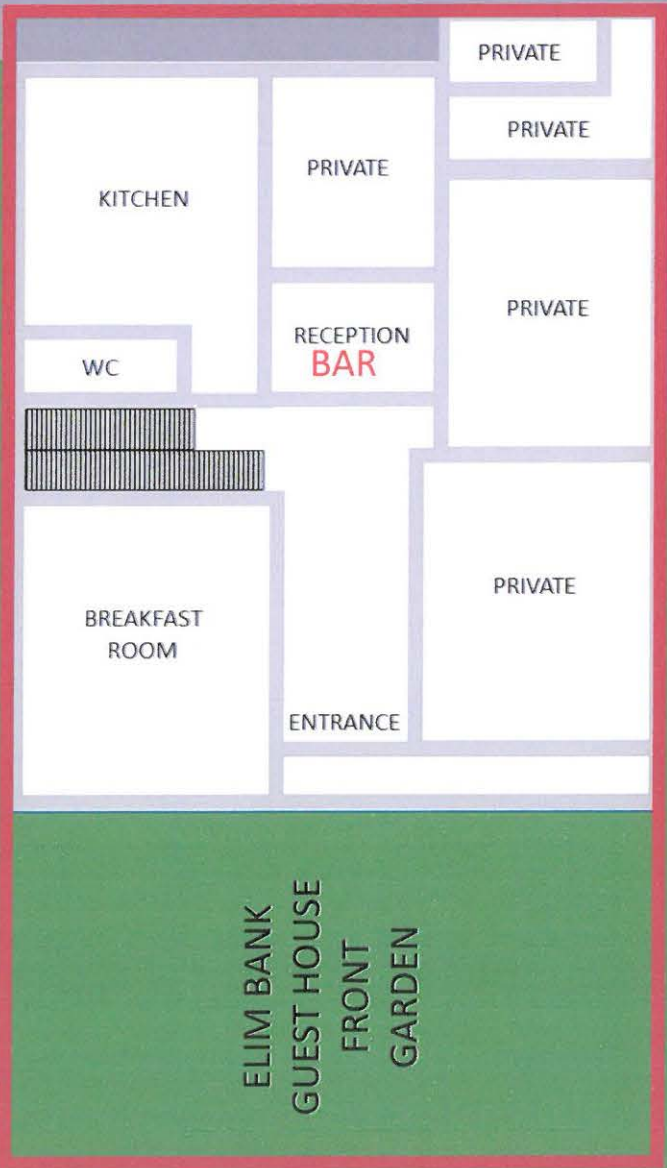 PRIVATE
PRIVATE
PRIVATE
KITCHEN
PRIVATE
RECEPTION
BAR
WC
PRIVATE
BREAKFAST
ROOM
ENTRANCE
ELIM BANK
GUEST HOUSE
FRONT
GARDEN